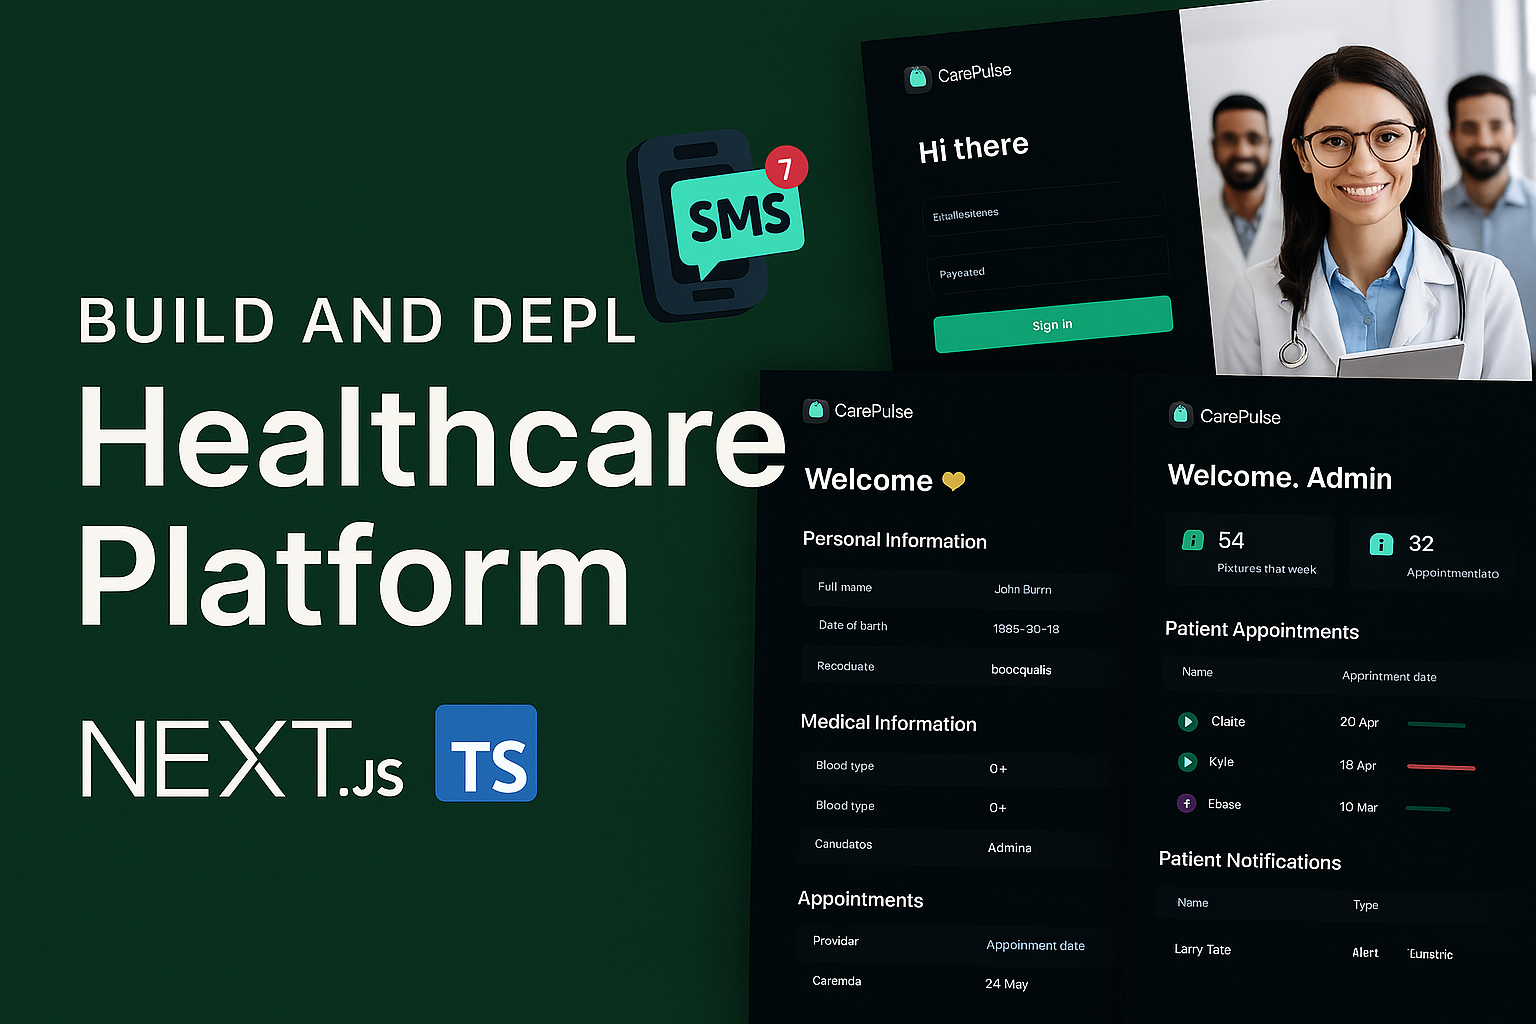 BUILD AND DEPL
Healthcare
Platform
NEXT.JS
TS
SMS
7
CarePulse
Hi there
Ethallesitenes
Payeated
Sign in
CarePulse
Welcome
Personal Information
Full mame John Burrn
Date of barth 1885-30-18
Recoduate boocqualis
Medical Information
Blood type O+
Blood type O+
Canudatos Admina
Appointments
Providar Appoinment date
Caremda 24 May
CarePulse
Welcome. Admin
54
Pixtures that week
32
Appointmentlato
Patient Appointments
Name Apprintment date
Claite 20 Apr
Kyle 18 Apr
Ebase 10 Mar
Patient Notifications
Name Type
Larry Tate Alert